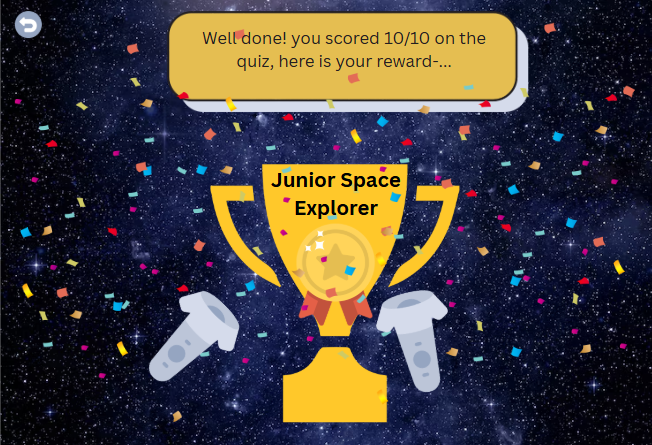 Well done! you scored 10/10 on the
quiz, here is your reward-...
Junior Space
Explorer